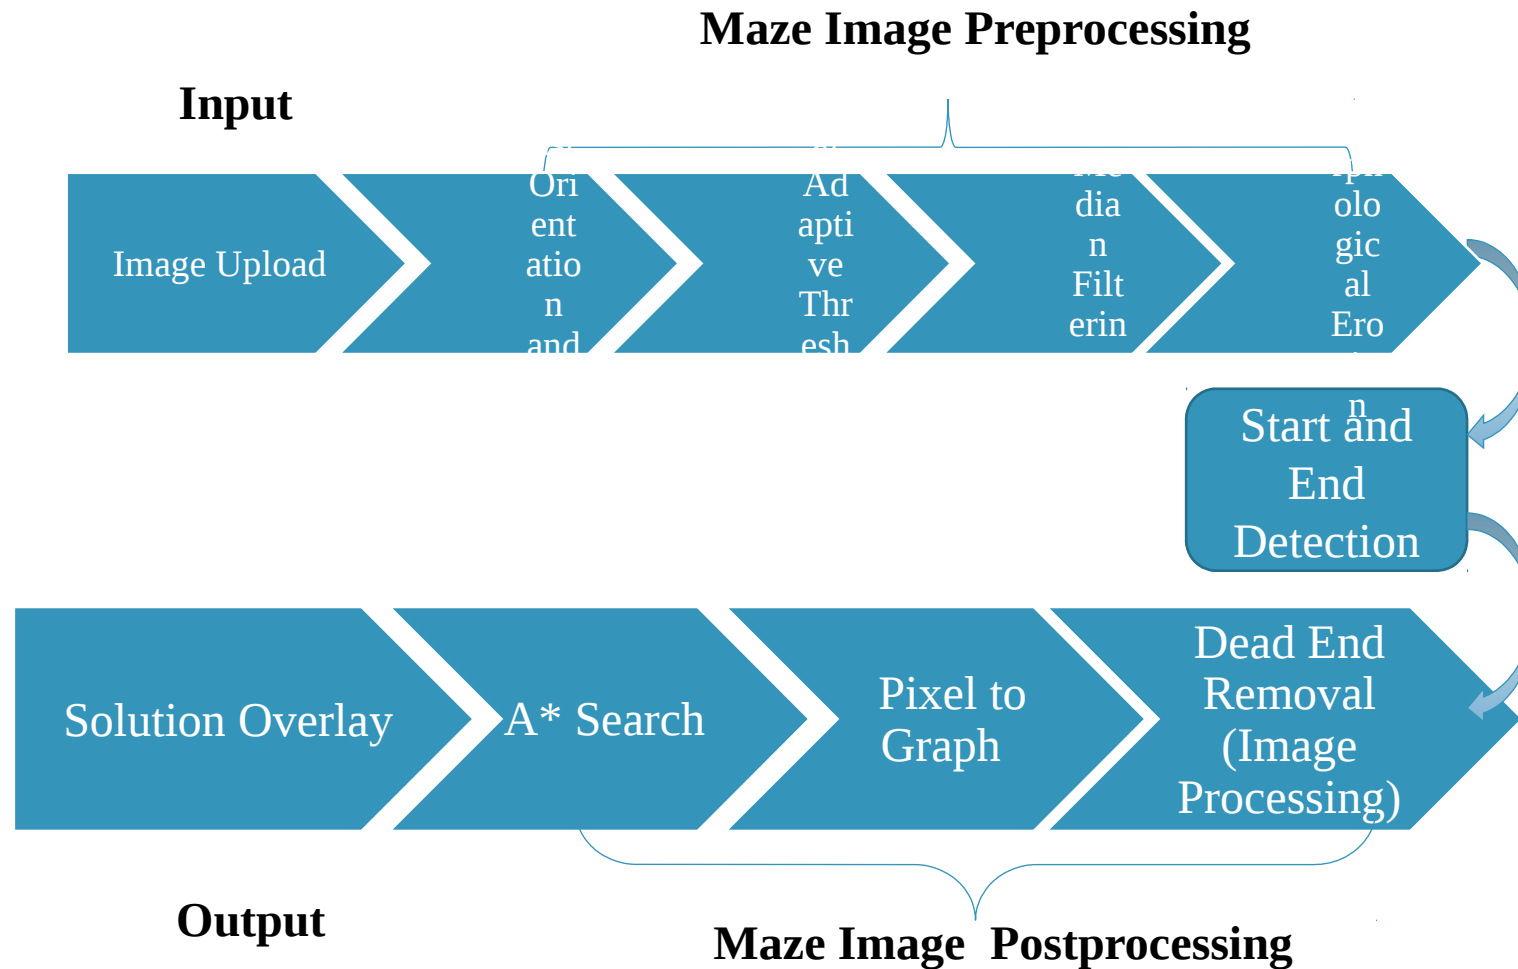 Maze Image Preprocessing
Input
Image Upload
Ori
ent
atio
n
and
Ad
apti
ve
Thr
esh
dia
n
Filt
erin
olo
gic
al
Ero
n
Start and
End
Detection
Solution Overlay
A* Search
Pixel to
Graph
Dead End
Removal
(Image
Processing)
Output
Maze Image  Postprocessing